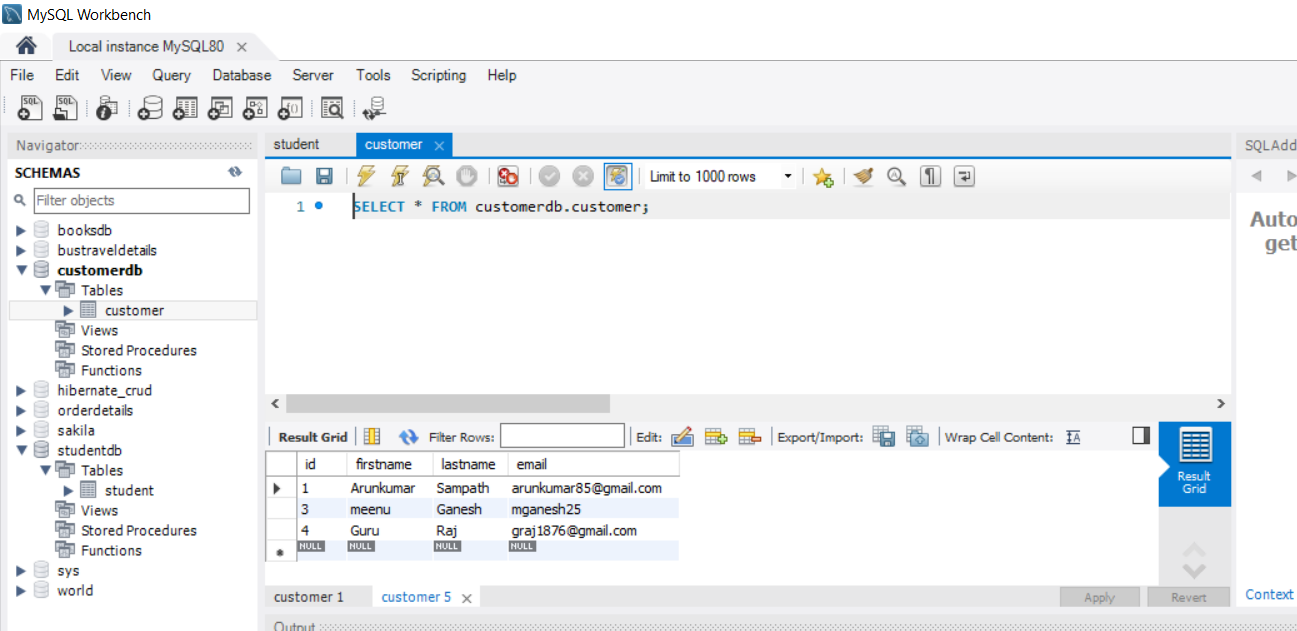 MySQL Workbench
Local instance MySQL80
File Edit View Query Database Server Tools Scripting Help
Navigator
SCHEMAS
Filter objects
booksdb
bustraveldetails
customerdb
Tables
customer
Views
Stored Procedures
Functions
hibernate_crud
orderdetails
sakila
studentdb
Tables
student
Views
Stored Procedures
Functions
sys
world
student customer
Limit to 1000 rows
1 SELECT * FROM customerdb.customer;
Result Grid Filter Rows: Edit: Export/Import: Wrap Cell Content:
id firstname lastname email
1 Arunkumar Sampath arunkumar85@gmail.com
3 meenu Ganesh mganesh25
4 Guru Raj graj1876@gmail.com
NULL NULL NULL NULL
Result
Grid
customer 1 customer 5 Apply Revert
Output
SQLAdd
Auto
get
Context